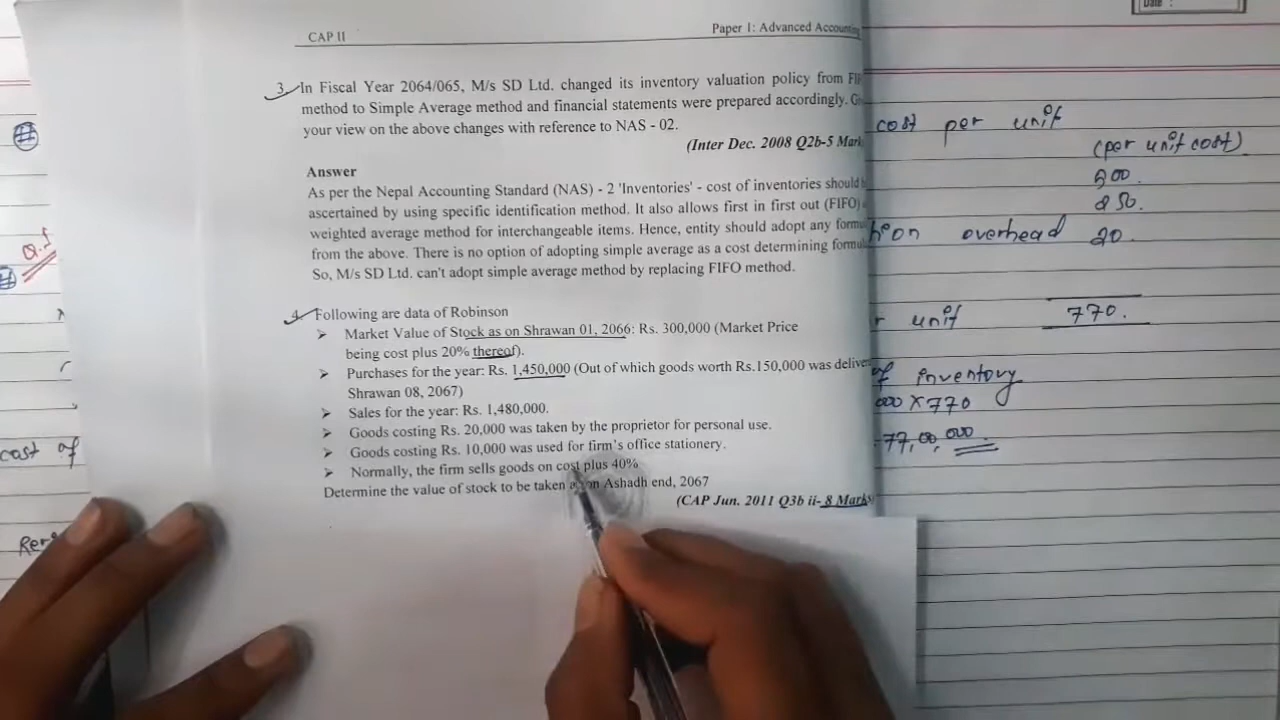 Date :
CAP II
Paper 1: Advanced Accounting
3. In Fiscal Year 2064/065, M/s SD Ltd. changed its inventory valuation policy from FI
method to Simple Average method and financial statements were prepared accordingly. G
your view on the above changes with reference to NAS - 02.
(Inter Dec. 2008 Q2b-5 Mark
Answer
As per the Nepal Accounting Standard (NAS) - 2 'Inventories' - cost of inventories should
ascertained by using specific identification method. It also allows first in first out (FIFO)
weighted average method for interchangeable items. Hence, entity should adopt any formu
from the above. There is no option of adopting simple average as a cost determining formul
So, M/s SD Ltd. can't adopt simple average method by replacing FIFO method.
4. Following are data of Robinson
➢ Market Value of Stock as on Shrawan 01, 2066: Rs. 300,000 (Market Price
being cost plus 20% thereof).
➢ Purchases for the year: Rs. 1,450,000 (Out of which goods worth Rs.150,000 was deliver
Shrawan 08, 2067)
➢ Sales for the year: Rs. 1,480,000.
➢ Goods costing Rs. 20,000 was taken by the proprietor for personal use.
➢ Goods costing Rs. 10,000 was used for firm's office stationery.
➢ Normally, the firm sells goods on cost plus 40%
Determine the value of stock to be taken as on Ashadh end, 2067
(CAP Jun. 2011 Q3b ii- 8 Mark
cost per unit
(per unit cost)
500.
250.
overhead 20.
unit 770.
of inventory
000 X 770
77,00,000
cost of